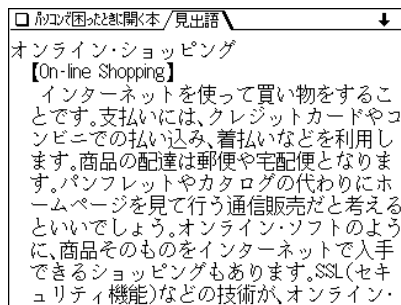 パソコンで困ったときに開く本/見出語
オンライン・ショッピング
【On-line Shopping】
インターネットを使って買い物をするこ
とです。支払いには、クレジットカードやコ
ンビニでの払い込み、着払いなどを利用し
ます。商品の配達は郵便や宅配便となりま
す。パンフレットやカタログの代わりにホ
ームページを見て行う通信販売だと考える
といいでしょう。オンライン・ソフトのよう
に、商品そのものをインターネットで入手
できるショッピングもあります。SSL(セキ
ュリティ機能)などの技術が、オンライン・